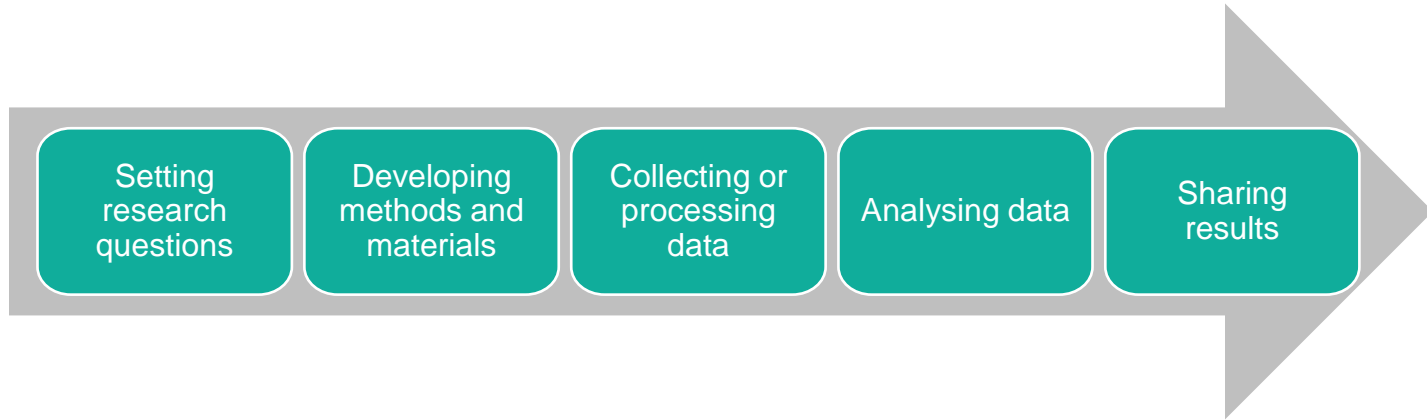 Setting
research
questions
Developing
methods and
materials
Collecting or
processing
data
Analysing data
Sharing
results